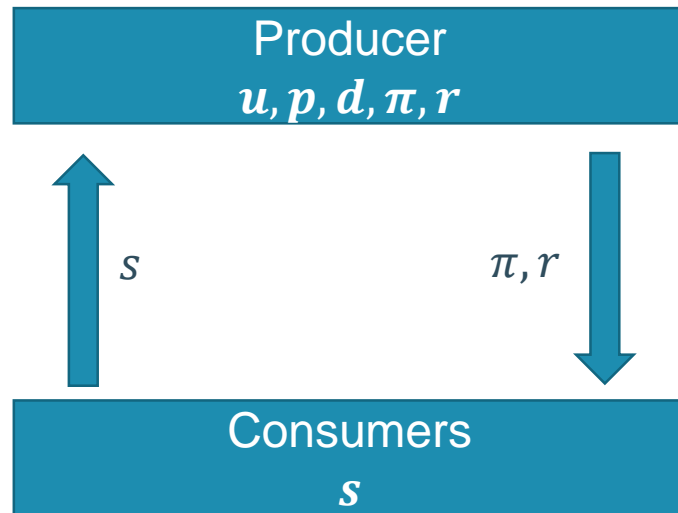 Producer
u, p, d, π, r
s
π, r
Consumers
s